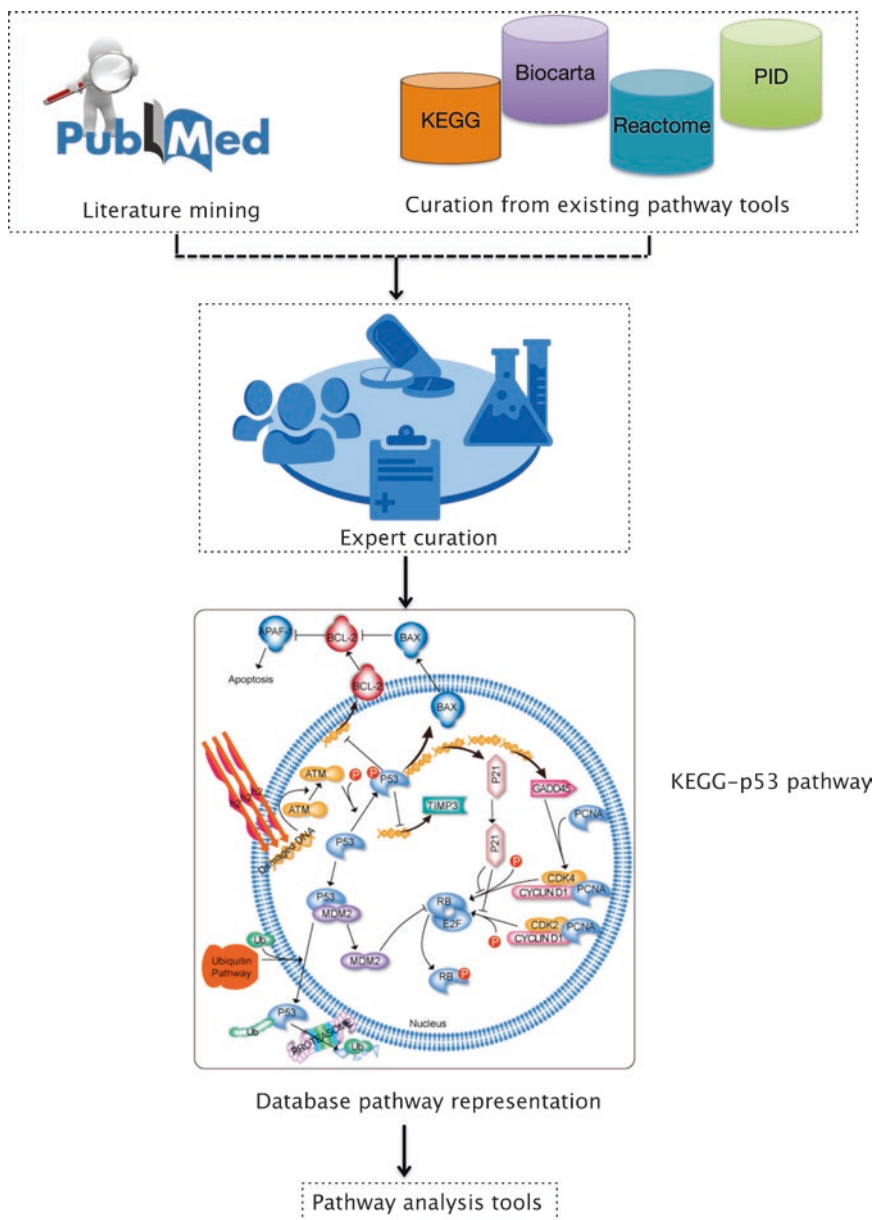 PubMed
KEGG
Biocarta
Reactome
PID
Literature mining
Curation from existing pathway tools
Expert curation
APAF-1
BCL-2
BAX
Apoptosis
BCL-2
BAX
ATM
P
P
P53
P21
GADD45
TIMP3
PCNA
ATM
Damaged DNA
P53
P21
P
CDK4
CYCLIN D1
PCNA
P53
MDM2
RB
E2F
CDK2
CYCLIN D1
PCNA
P
Ub
Ubiquitin
Pathway
MDM2
RB
P
P53
Ub
PROTEASOME
Ub
Nucleus
KEGG-p53 pathway
Database pathway representation
Pathway analysis tools